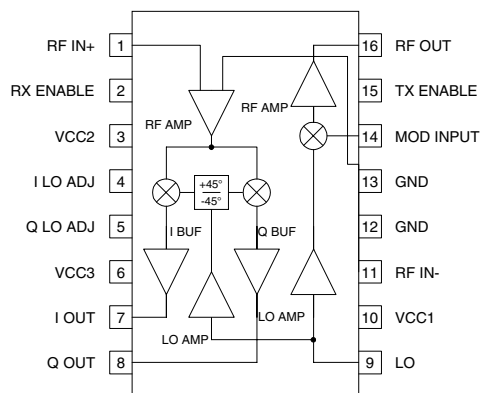 RF IN+ 1
16 RF OUT
RX ENABLE 2
15 TX ENABLE
RF AMP
RF AMP
VCC2 3
14 MOD INPUT
I LO ADJ 4
+45°
-45°
13 GND
Q LO ADJ 5
12 GND
I BUF
Q BUF
VCC3 6
11 RF IN-
I OUT 7
10 VCC1
LO AMP
LO AMP
Q OUT 8
9 LO